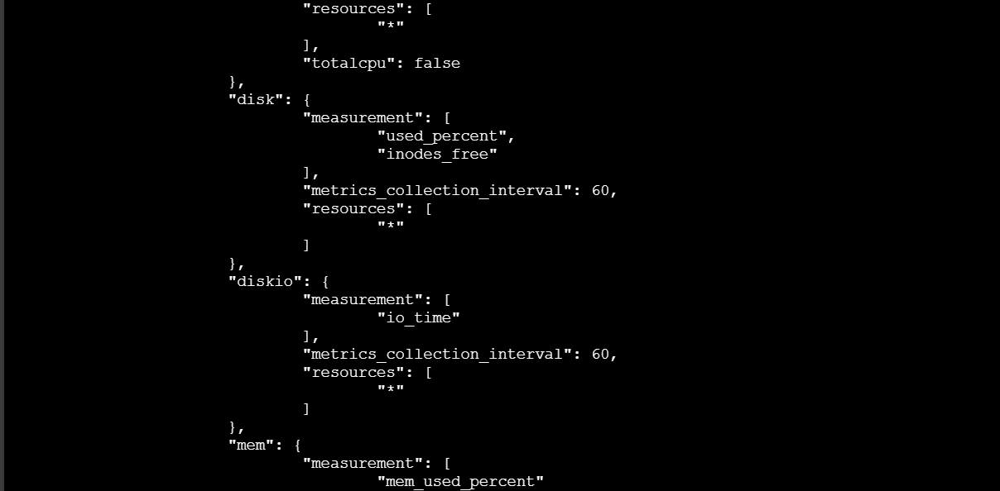 "resources": [
"*"
],
"totalcpu": false
},
"disk": {
"measurement": [
"used_percent",
"inodes_free"
],
"metrics_collection_interval": 60,
"resources": [
"*"
]
},
"diskio": {
"measurement": [
"io_time"
],
"metrics_collection_interval": 60,
"resources": [
"*"
]
},
"mem": {
"measurement": [
"mem_used_percent"